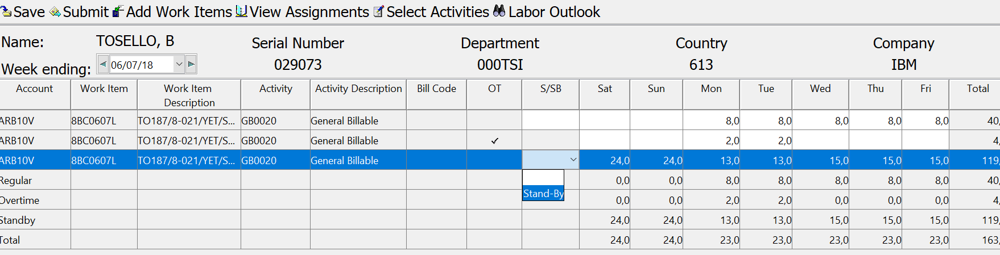 Save Submit Add Work Items View Assignments Select Activities Labor Outlook
Name: TOSELLO, B Serial Number Department Country Company
Week ending: 06/07/18 029073 000TSI 613 IBM
Account Work Item Work Item Description Activity Activity Description Bill Code OT S/SB Sat Sun Mon Tue Wed Thu Fri Total
ARB10V 8BC0607L TO187/8-021/YET/S... GB0020 General Billable 8,0 8,0 8,0 8,0 8,0 40,
ARB10V 8BC0607L TO187/8-021/YET/S... GB0020 General Billable ✓ 2,0 2,0 4,
ARB10V 8BC0607L TO187/8-021/YET/S... GB0020 General Billable 24,0 24,0 13,0 13,0 15,0 15,0 15,0 119,
Regular 0,0 0,0 8,0 8,0 8,0 8,0 8,0 40,
Stand-By
Overtime 0,0 0,0 2,0 2,0 0,0 0,0 0,0 4,
Standby 24,0 24,0 13,0 13,0 15,0 15,0 15,0 119,
Total 24,0 24,0 23,0 23,0 23,0 23,0 23,0 163,